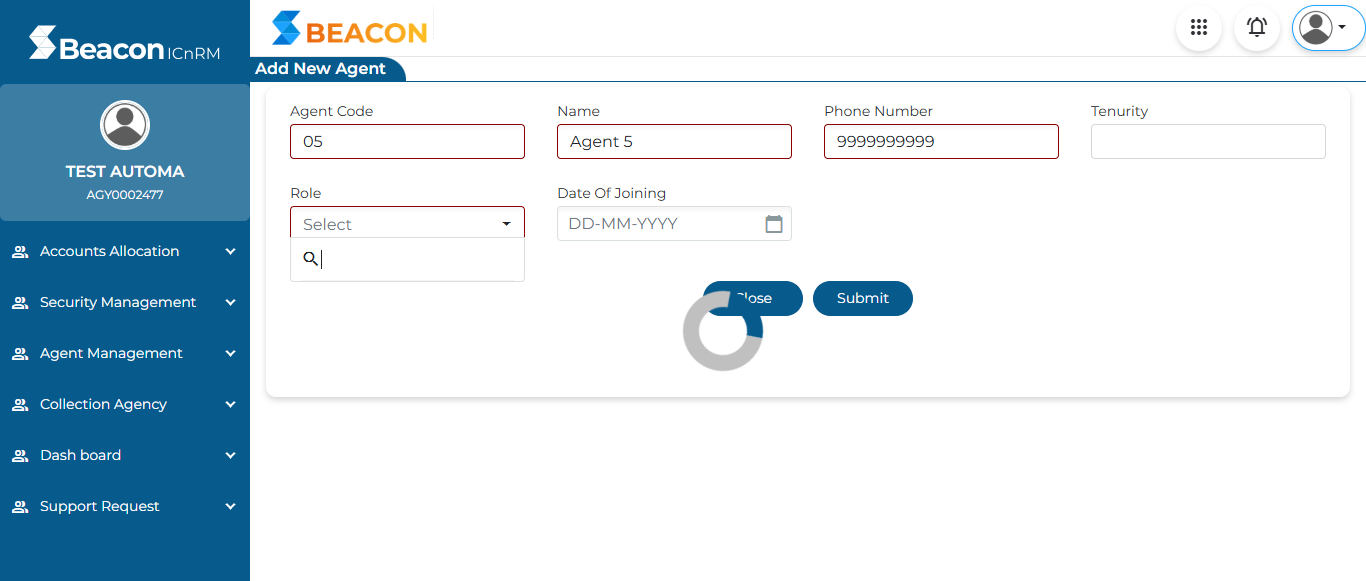 Beacon ICnRM
BEACON
Add New Agent
TEST AUTOMA
AGY0002477
Accounts Allocation
Security Management
Agent Management
Collection Agency
Dash board
Support Request
Agent Code
Name
Phone Number
Tenurity
05
Agent 5
9999999999
Role
Date Of Joining
Select
DD-MM-YYYY
Close
Submit